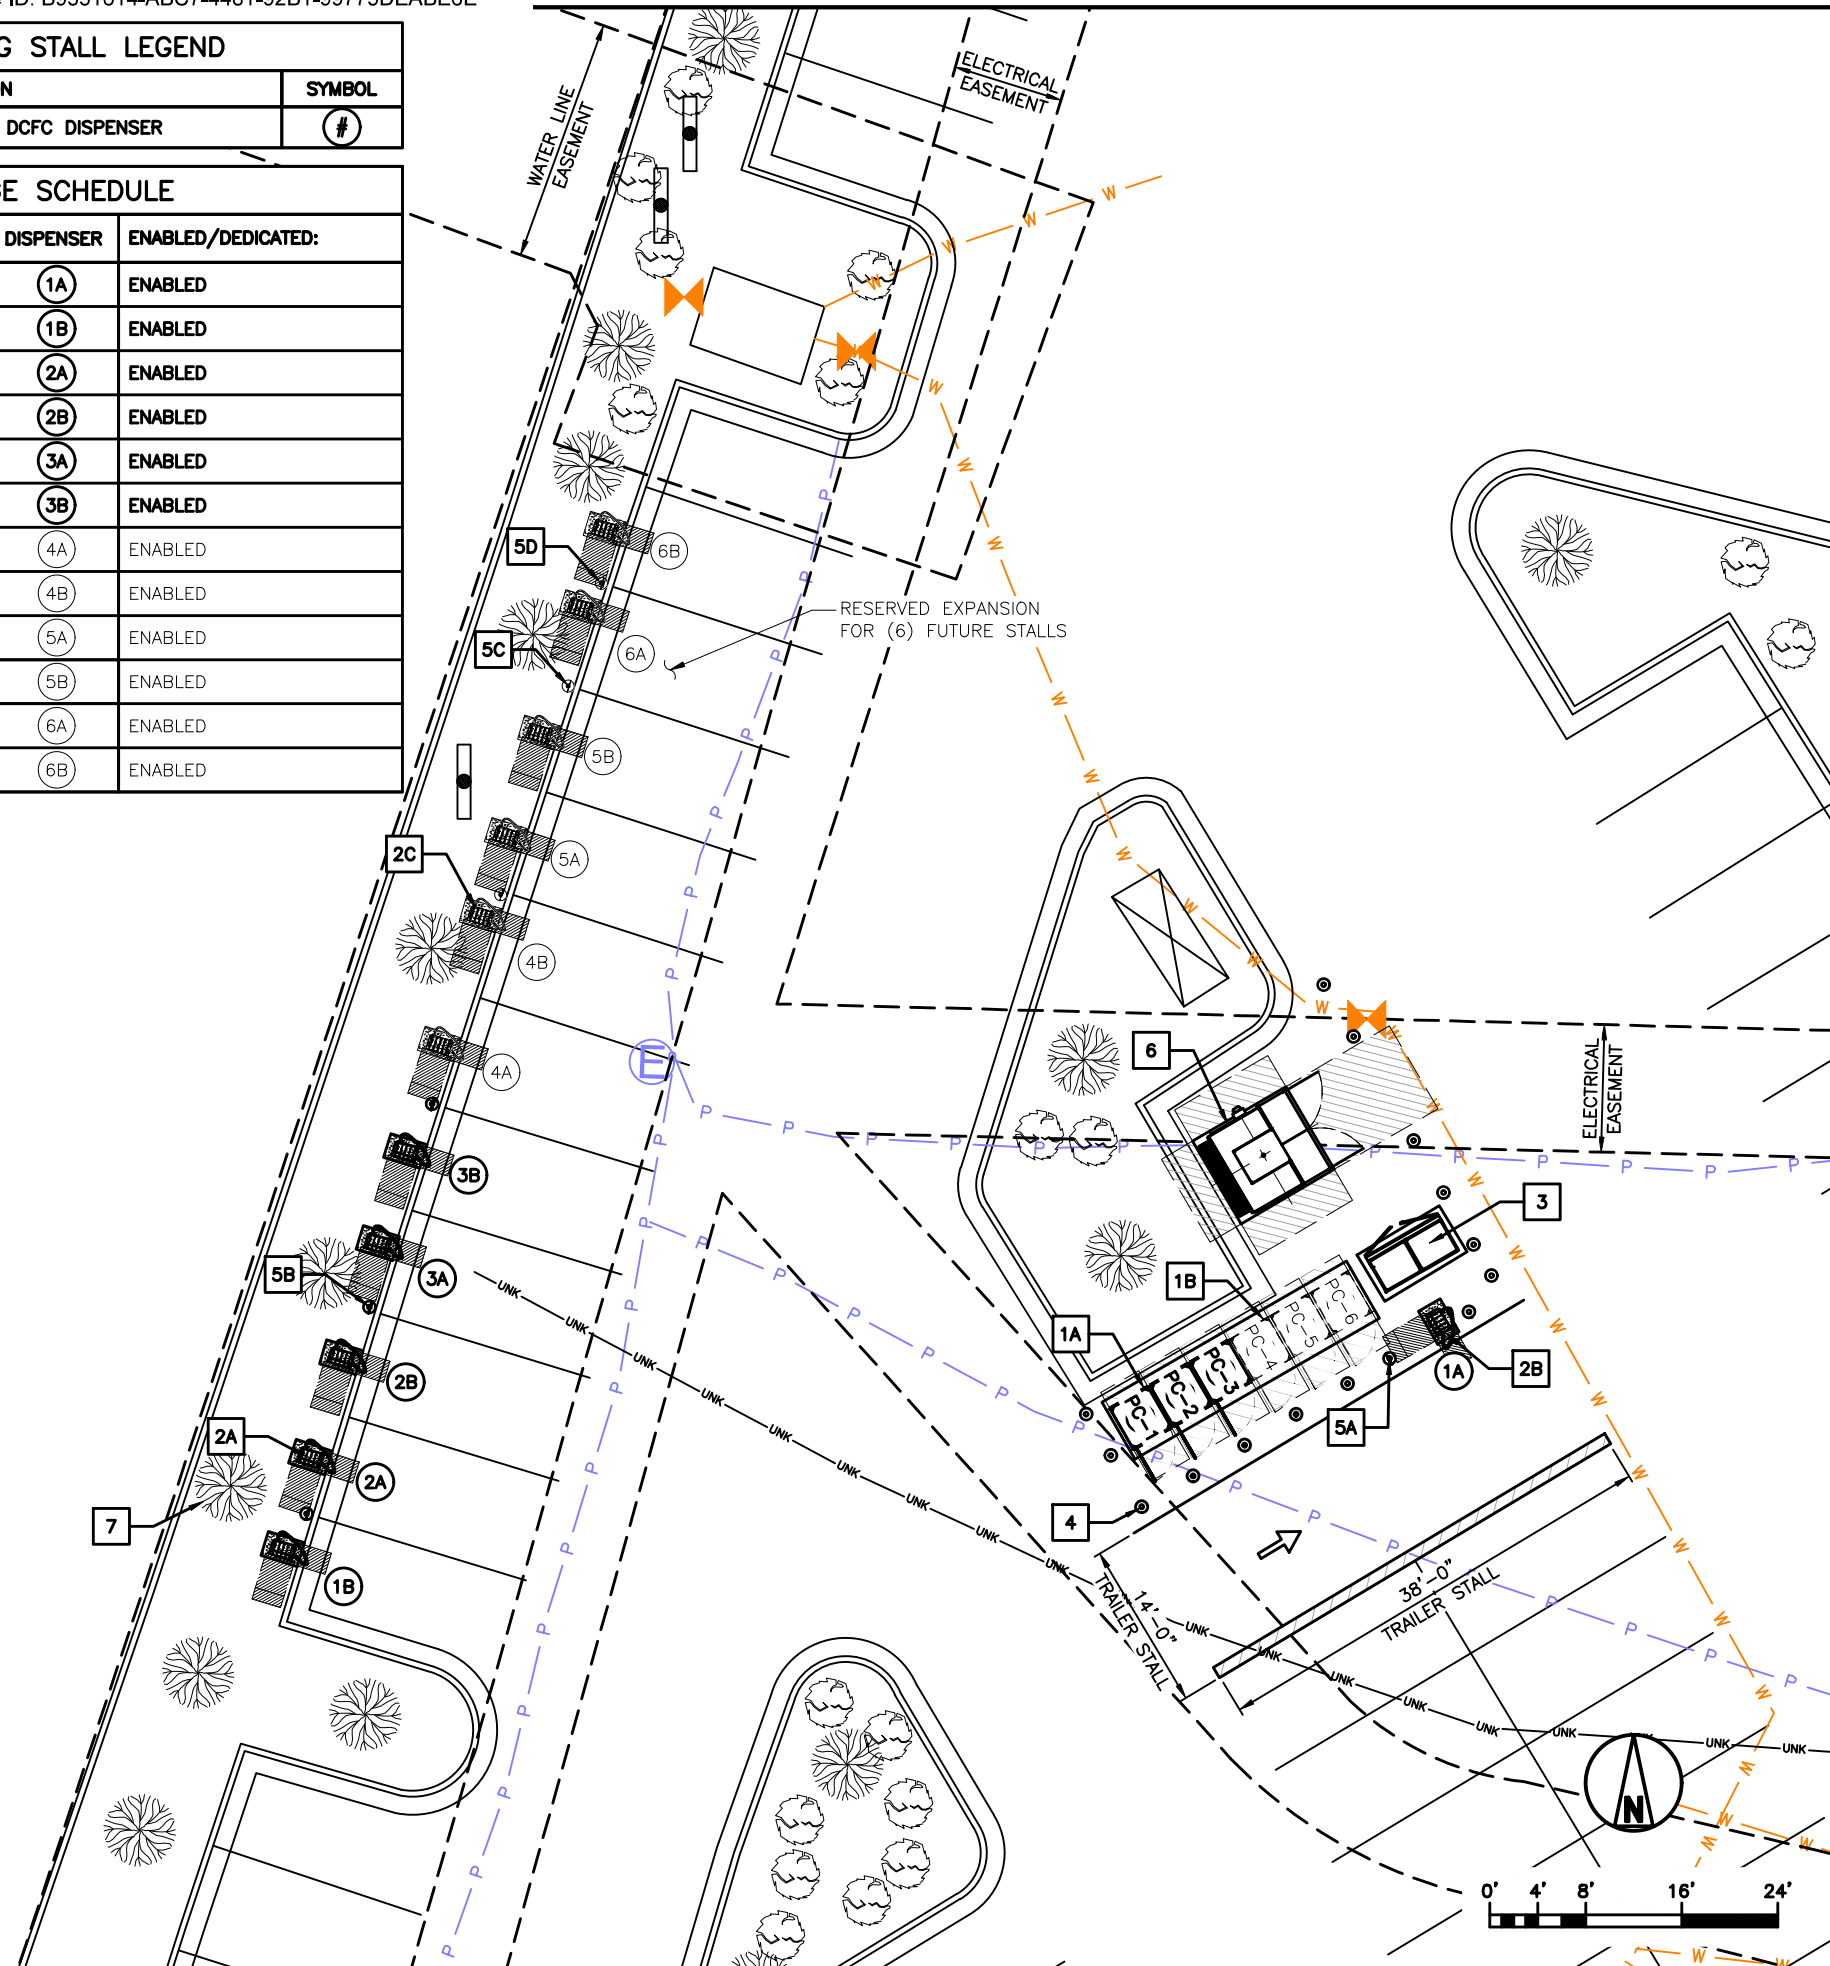 G STALL LEGEND
ON
SYMBOL
DCFC DISPENSER
#
GE SCHEDULE
DISPENSER
ENABLED/DEDICATED:
1A
ENABLED
1B
ENABLED
2A
ENABLED
2B
ENABLED
3A
ENABLED
3B
ENABLED
4A
ENABLED
4B
ENABLED
5A
ENABLED
5B
ENABLED
6A
ENABLED
6B
ENABLED
WATER LINE
EASEMENT
ELECTRICAL
EASEMENT
5D
6B
RESERVED EXPANSION
FOR (6) FUTURE STALLS
5C
6A
5B
2C
5A
4B
E
4A
6
ELECTRICAL
EASEMENT
3B
3
5B
3A
1B
1A
PC-1
PC-2
PC-3
PC-4
PC-5
PC-6
2B
1A
2B
5A
2A
2A
7
4
1B
14'-0"
TRAILER STALL
38'-0"
TRAILER STALL
W
P
UNK
N
0' 4' 8' 16' 24'